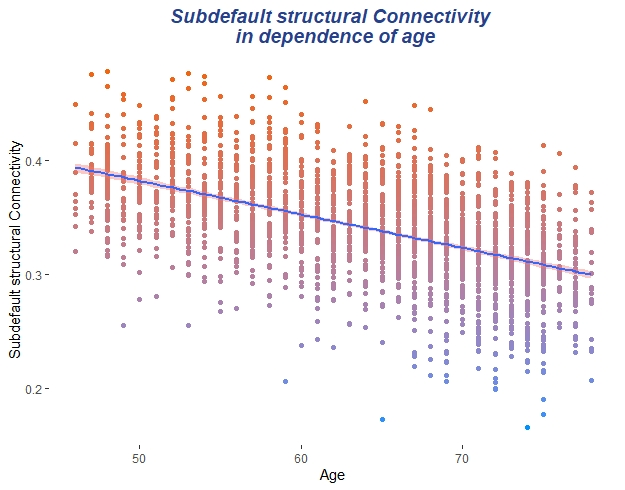 Subdefault structural Connectivity
in dependence of age
Subdefault structural Connectivity
0.4
0.3
0.2
50
60
70
Age